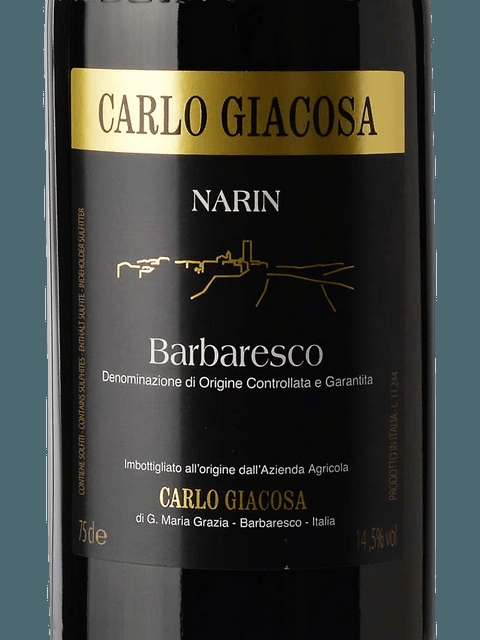 CARLO GIACOSA
NARIN
Barbaresco
Denominazione di Origine Controllata e Garantita
Imbottigliato all'origine dall'Azienda Agricola
CARLO GIACOSA
di G. Maria Grazia - Barbaresco - Italia
75 cl e
14,5% vol
CONTIENE SOLFITI - CONTAINS SULPHITES - ENTHÄLT SULFITE - INDEHOLDER SULFITTER
PRODOTTO IN ITALIA - L. 11.244